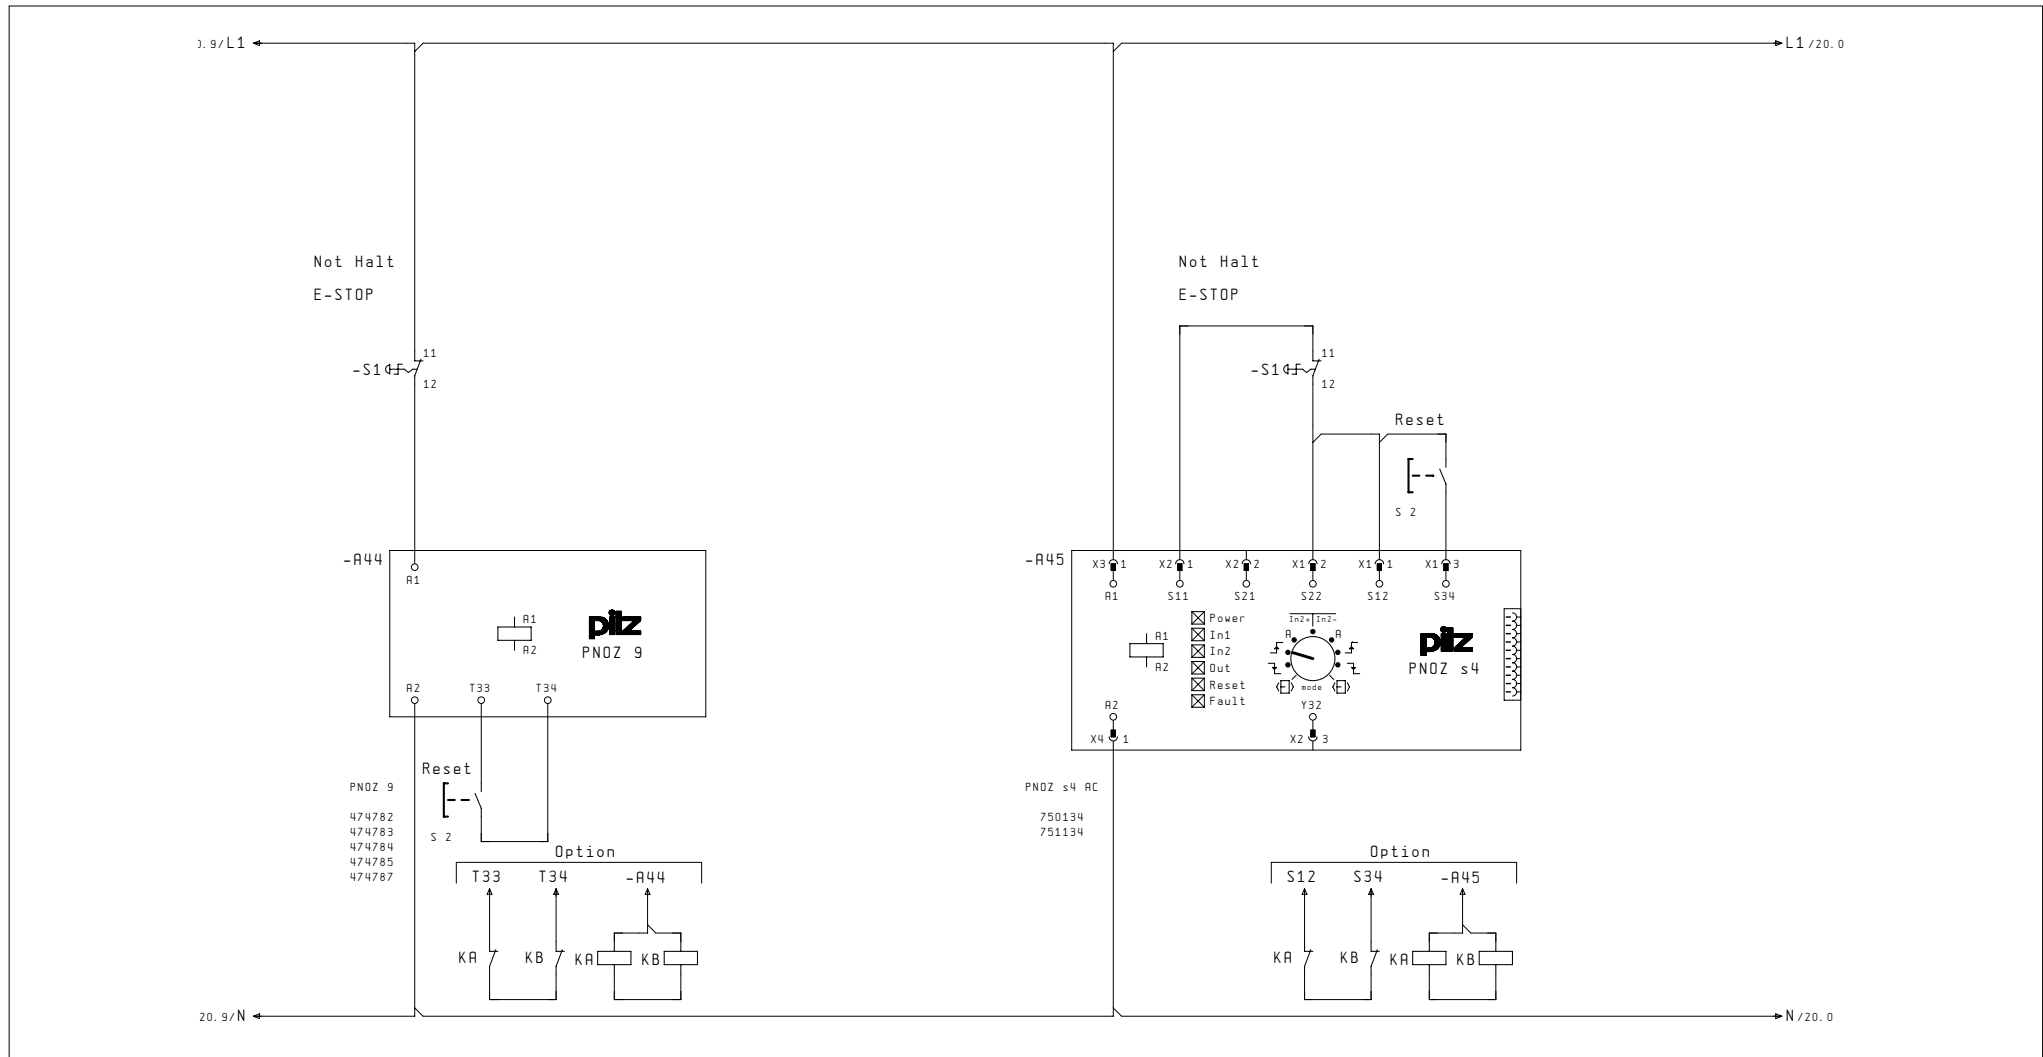 .9/L1
L1/20.0
Not Halt
E-STOP
Not Halt
E-STOP
-S1
11
12
-S1
11
12
Reset
S 2
-A44
A1
A1
A2
pilz
PNOZ 9
A2
T33
T34
-A45
X3 1
X2 1
X2 2
X1 2
X1 1
X1 3
A1
S11
S21
S22
S12
S34
A1
A2
Power
In1
In2
Out
Reset
Fault
In2+
In2-
A
A
mode
pilz
PNOZ s4
A2
Y32
X4 1
X2 3
Reset
S 2
PNOZ 9
474782
474783
474784
474785
474787
PNOZ s4 AC
750134
751134
Option
T33
T34
-A44
KA
KB
KA
KB
Option
S12
S34
-A45
KA
KB
KA
KB
20.9/N
N/20.0